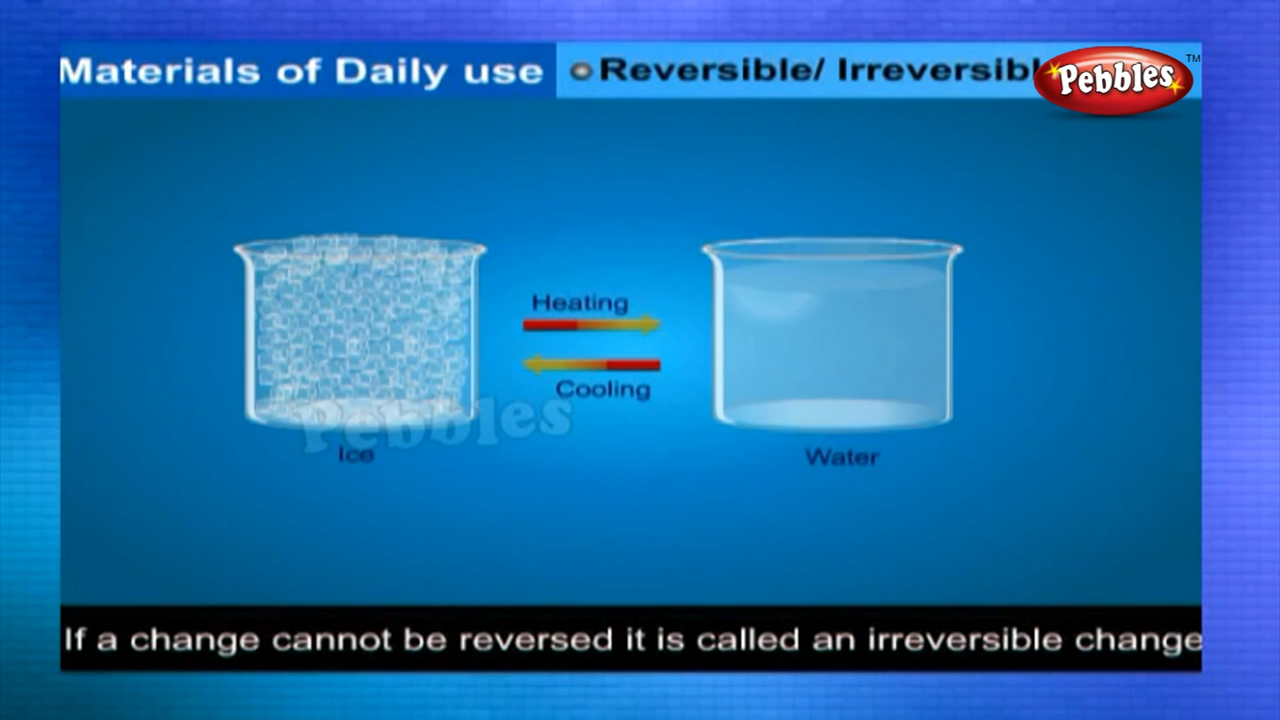 Materials of Daily use
Reversible/ Irreversibl
Pebbles TM
Heating
Cooling
Pebbles
Ice
Water
If a change cannot be reversed it is called an irreversible change